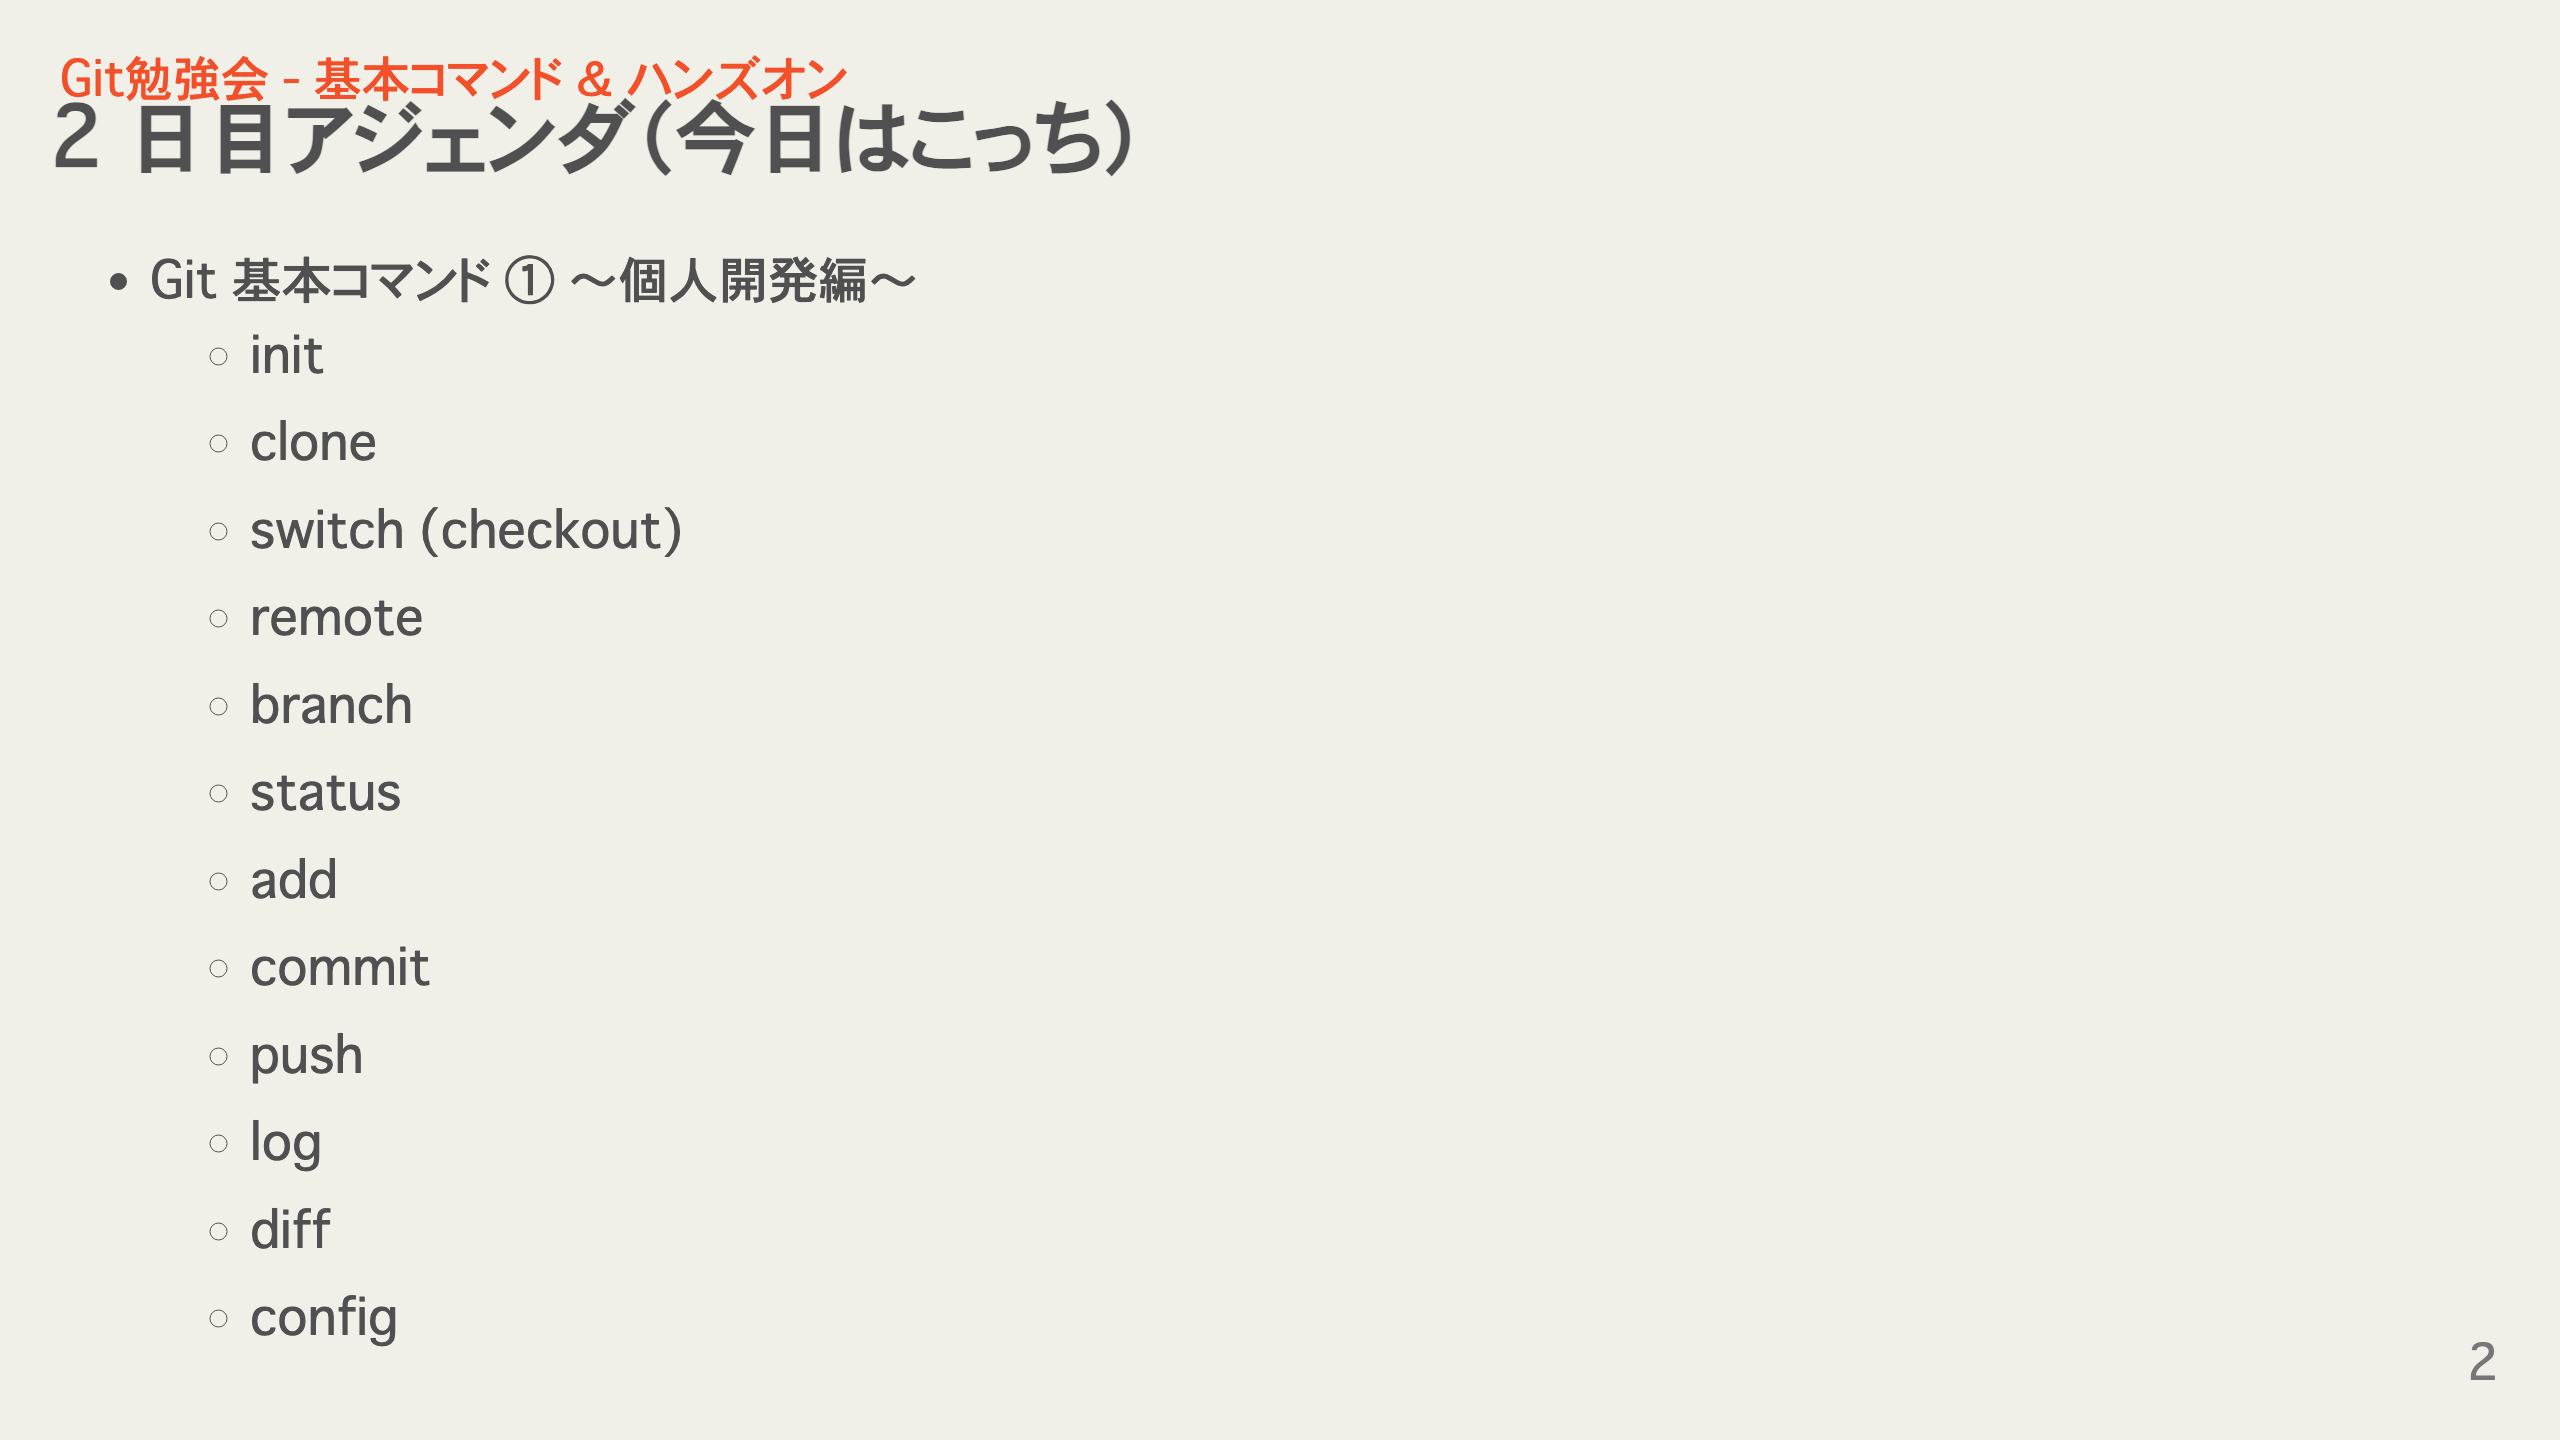 Git勉強会 - 基本コマンド & ハンズオン
2 日目アジェンダ（今日はこっち）
• Git 基本コマンド ① 〜個人開発編〜
○ init
○ clone
○ switch (checkout)
○ remote
○ branch
○ status
○ add
○ commit
○ push
○ log
○ diff
○ config
2